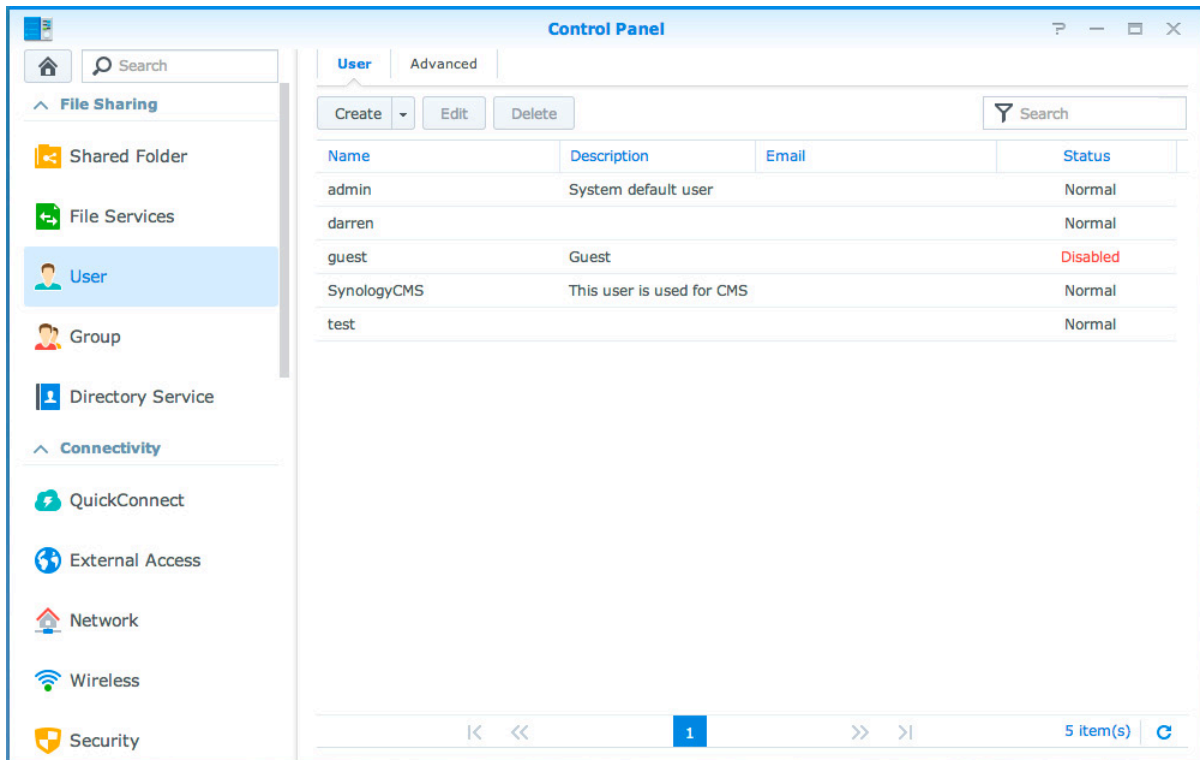 Control Panel
Search
File Sharing
Shared Folder
File Services
User
Group
Directory Service
Connectivity
QuickConnect
External Access
Network
Wireless
Security
User Advanced
Create Edit Delete Search
Name Description Email Status
admin System default user Normal
darren Normal
guest Guest Disabled
SynologyCMS This user is used for CMS Normal
test Normal
1 5 item(s)